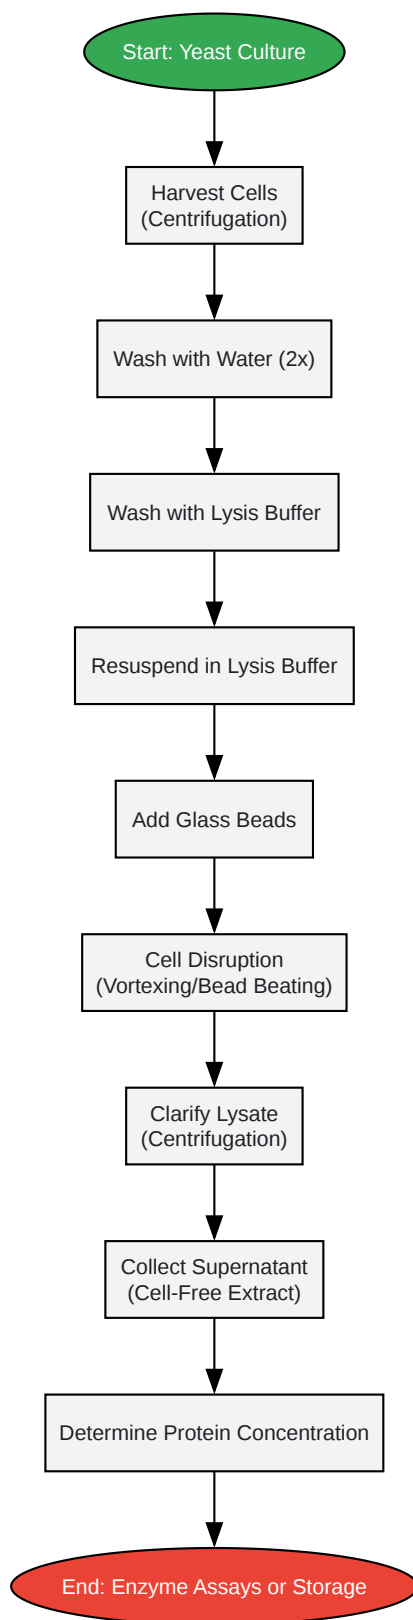 Start: Yeast Culture
Harvest Cells
(Centrifugation)
Wash with Water (2x)
Wash with Lysis Buffer
Resuspend in Lysis Buffer
Add Glass Beads
Cell Disruption
(Vortexing/Bead Beating)
Clarify Lysate
(Centrifugation)
Collect Supernatant
(Cell-Free Extract)
Determine Protein Concentration
End: Enzyme Assays or Storage